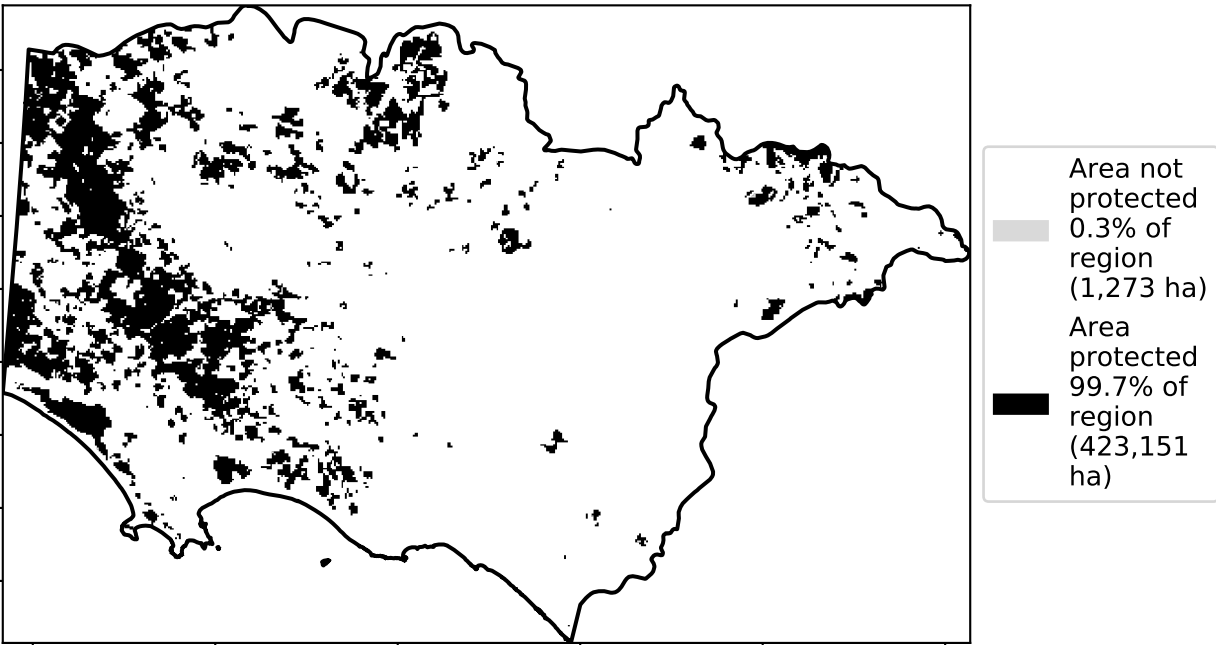 Area not
protected
0.3% of
region
(1,273 ha)
Area
protected
99.7% of
region
(423,151
ha)